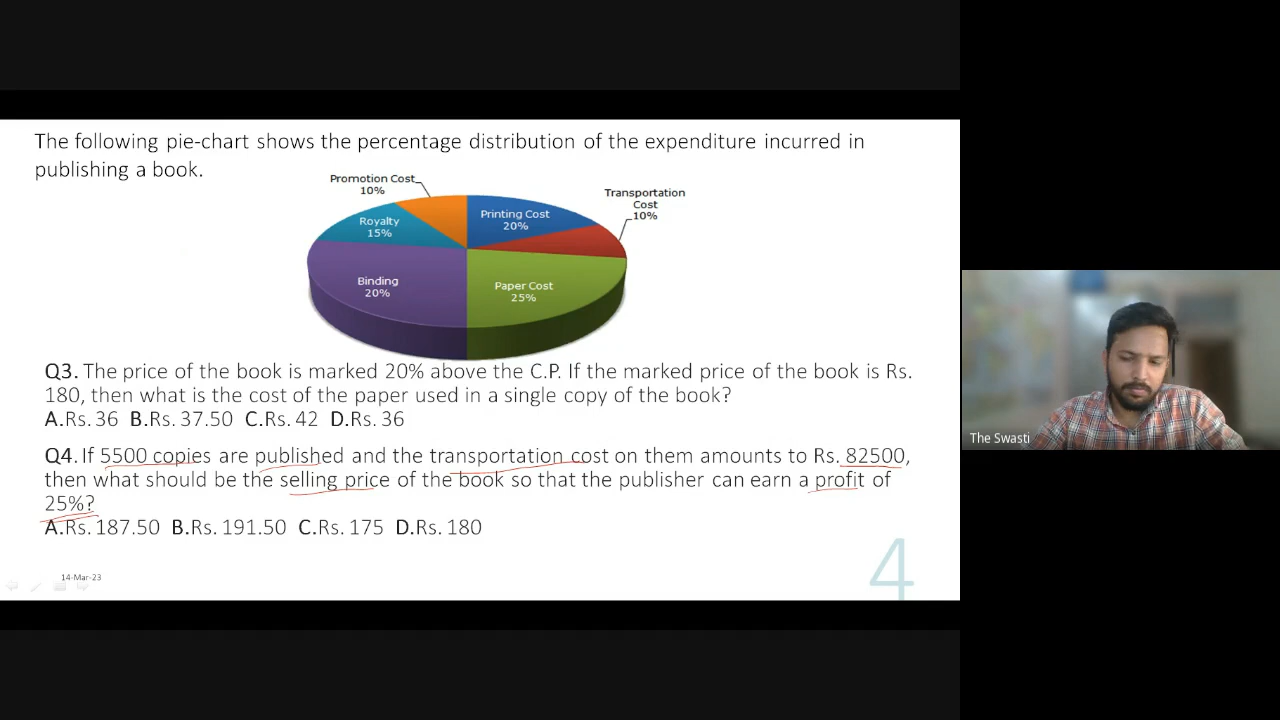 The following pie-chart shows the percentage distribution of the expenditure incurred in
publishing a book.
Promotion Cost
10%
Transportation
Cost
10%
Printing Cost
20%
Royalty
15%
Binding
20%
Paper Cost
25%
Q3. The price of the book is marked 20% above the C.P. If the marked price of the book is Rs.
180, then what is the cost of the paper used in a single copy of the book?
A.Rs. 36 B.Rs. 37.50 C.Rs. 42 D.Rs. 36
Q4. If 5500 copies are published and the transportation cost on them amounts to Rs. 82500,
then what should be the selling price of the book so that the publisher can earn a profit of
25%?
A.Rs. 187.50 B.Rs. 191.50 C.Rs. 175 D.Rs. 180
14-Mar-23
4
The Swasti